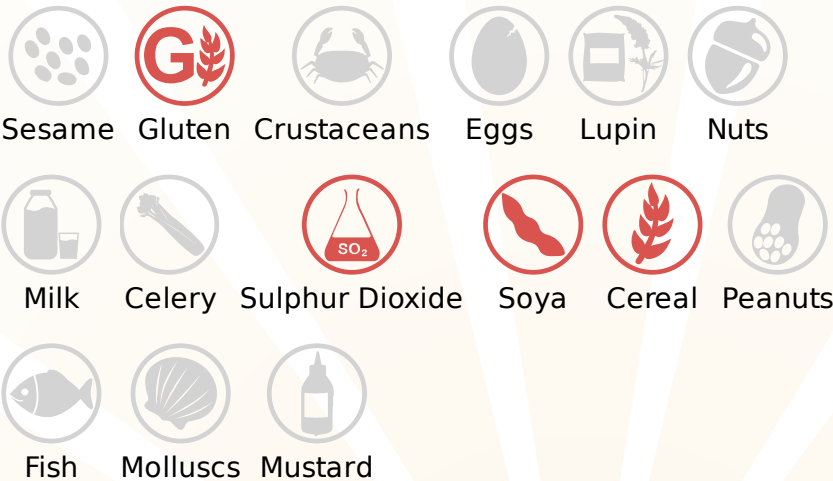 G
Sesame Gluten Crustaceans Eggs Lupin Nuts
SO₂
Milk Celery Sulphur Dioxide Soya Cereal Peanuts
Fish Molluscs Mustard